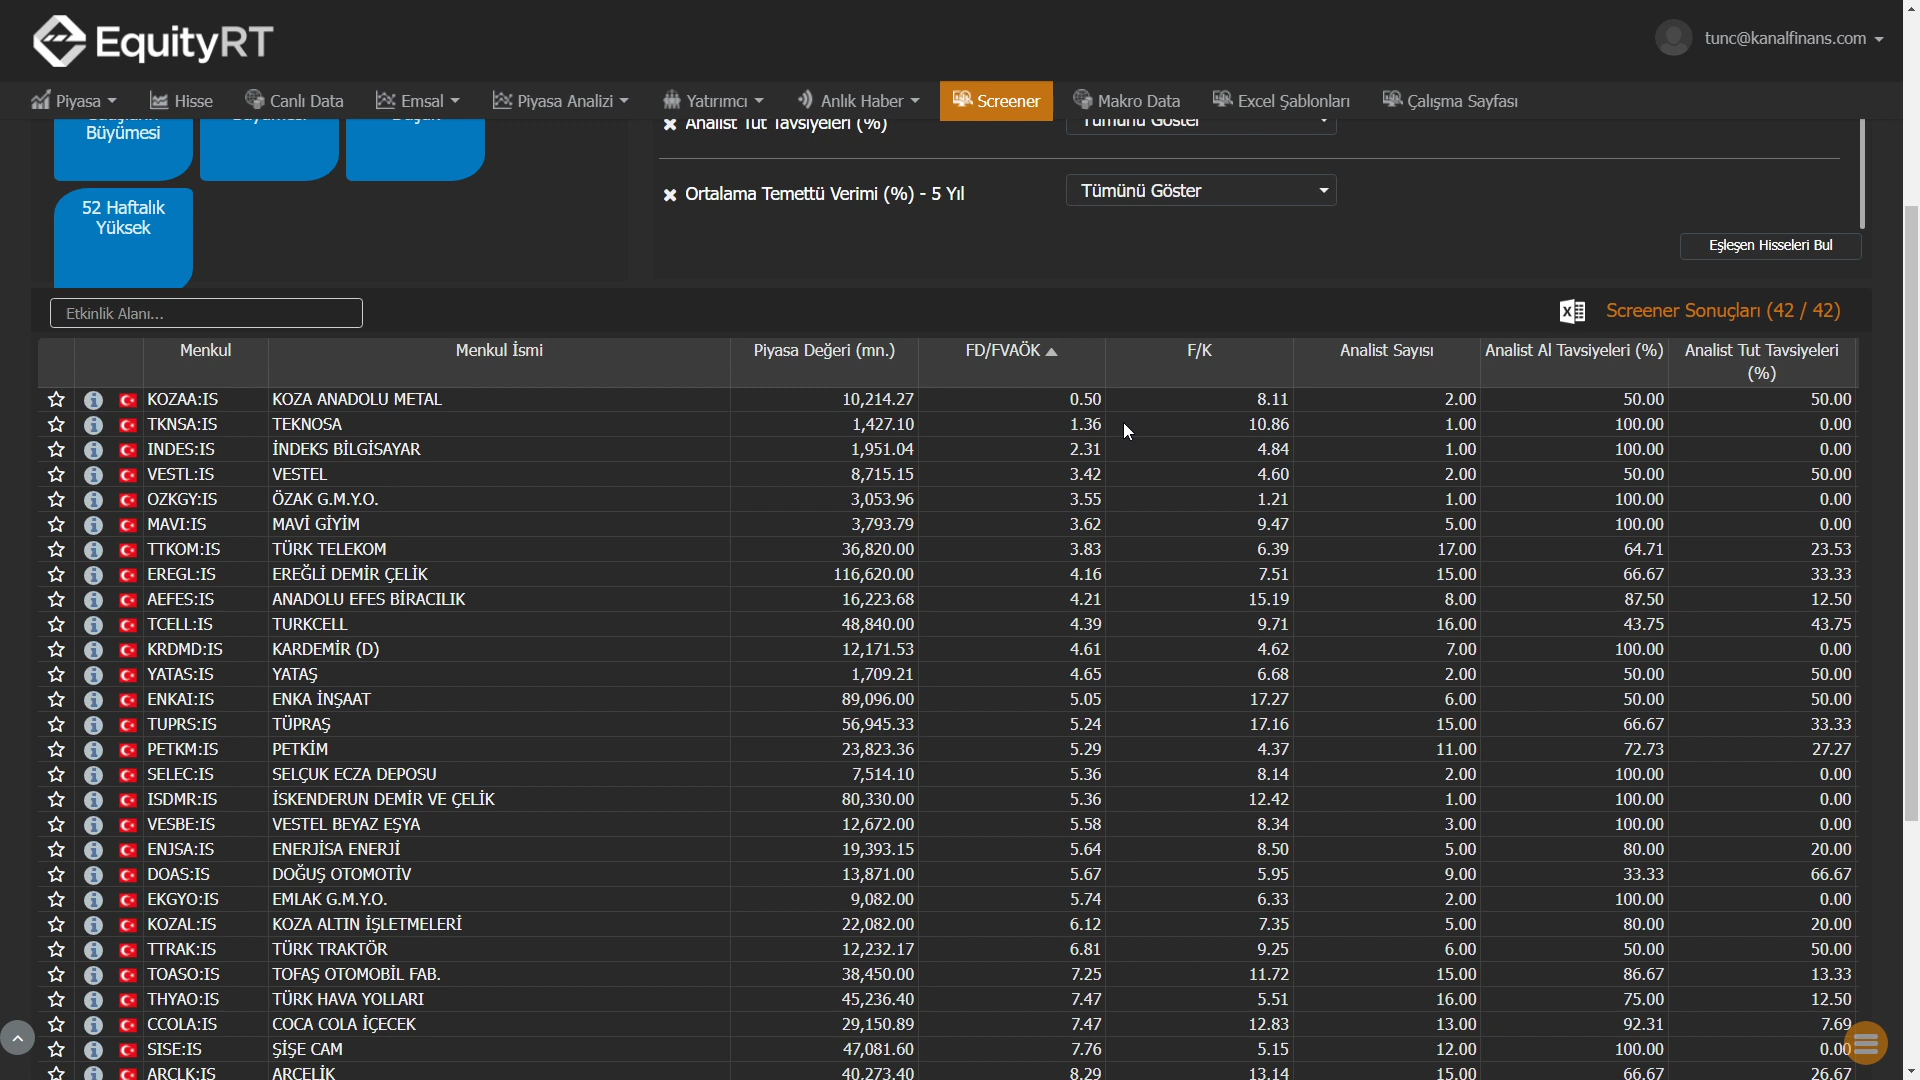 EquityRT
tunc@kanalfinans.com
Piyasa
Hisse
Canlı Data
Emsal
Piyasa Analizi
Yatırımcı
Anlık Haber
Screener
Makro Data
Excel Şablonları
Çalışma Sayfası
Büyümesi
52 Haftalık
Yüksek
Analist Tut Tavsiyeleri (%)
Tümünü Göster
Ortalama Temettü Verimi (%) - 5 Yıl
Tümünü Göster
Eşleşen Hisseleri Bul
Etkinlik Alanı...
Screener Sonuçları (42 / 42)
Menkul Menkul İsmi Piyasa Değeri (mn.) FD/FVAÖK F/K Analist Sayısı Analist Al Tavsiyeleri (%) Analist Tut Tavsiyeleri
(%)
KOZAA:IS KOZA ANADOLU METAL 10,214.27 0.50 8.11 2.00 50.00 50.00
TKNSA:IS TEKNOSA 1,427.10 1.36 10.86 1.00 100.00 0.00
INDES:IS İNDEKS BİLGİSAYAR 1,951.04 2.31 4.84 1.00 100.00 0.00
VESTL:IS VESTEL 8,715.15 3.42 4.60 2.00 50.00 50.00
OZKGY:IS ÖZAK G.M.Y.O. 3,053.96 3.55 1.21 1.00 100.00 0.00
MAVI:IS MAVİ GİYİM 3,793.79 3.62 9.47 5.00 100.00 0.00
TTKOM:IS TÜRK TELEKOM 36,820.00 3.83 6.39 17.00 64.71 23.53
EREGL:IS EREĞLİ DEMİR ÇELİK 116,620.00 4.16 7.51 15.00 66.67 33.33
AEFES:IS ANADOLU EFES BİRACILIK 16,223.68 4.21 15.19 8.00 87.50 12.50
TCELL:IS TURKCELL 48,840.00 4.39 9.71 16.00 43.75 43.75
KRDMD:IS KARDEMİR (D) 12,171.53 4.61 4.62 7.00 100.00 0.00
YATAS:IS YATAŞ 1,709.21 4.65 6.68 2.00 50.00 50.00
ENKAI:IS ENKA İNŞAAT 89,096.00 5.05 17.27 6.00 50.00 50.00
TUPRS:IS TÜPRAŞ 56,945.33 5.24 17.16 15.00 66.67 33.33
PETKM:IS PETKİM 23,823.36 5.29 4.37 11.00 72.73 27.27
SELEC:IS SELÇUK ECZA DEPOSU 7,514.10 5.36 8.14 2.00 100.00 0.00
ISDMR:IS İSKENDERUN DEMİR VE ÇELİK 80,330.00 5.36 12.42 1.00 100.00 0.00
VESBE:IS VESTEL BEYAZ EŞYA 12,672.00 5.58 8.34 3.00 100.00 0.00
ENJSA:IS ENERJİSA ENERJİ 19,393.15 5.64 8.50 5.00 80.00 20.00
DOAS:IS DOĞUŞ OTOMOTİV 13,871.00 5.67 5.95 9.00 33.33 66.67
EKGYO:IS EMLAK G.M.Y.O. 9,082.00 5.74 6.33 2.00 100.00 0.00
KOZAL:IS KOZA ALTIN İŞLETMELERİ 22,082.00 6.12 7.35 5.00 80.00 20.00
TTRAK:IS TÜRK TRAKTÖR 12,232.17 6.81 9.25 6.00 50.00 50.00
TOASO:IS TOFAŞ OTOMOBİL FAB. 38,450.00 7.25 11.72 15.00 86.67 13.33
THYAO:IS TÜRK HAVA YOLLARI 45,236.40 7.47 5.51 16.00 75.00 12.50
CCOLA:IS COCA COLA İÇECEK 29,150.89 7.47 12.83 13.00 92.31 7.69
SISE:IS ŞİŞE CAM 47,081.60 7.76 5.15 12.00 100.00 0.00
ARCLK:IS ARÇELİK 40,273.40 8.29 13.14 15.00 66.67 26.67